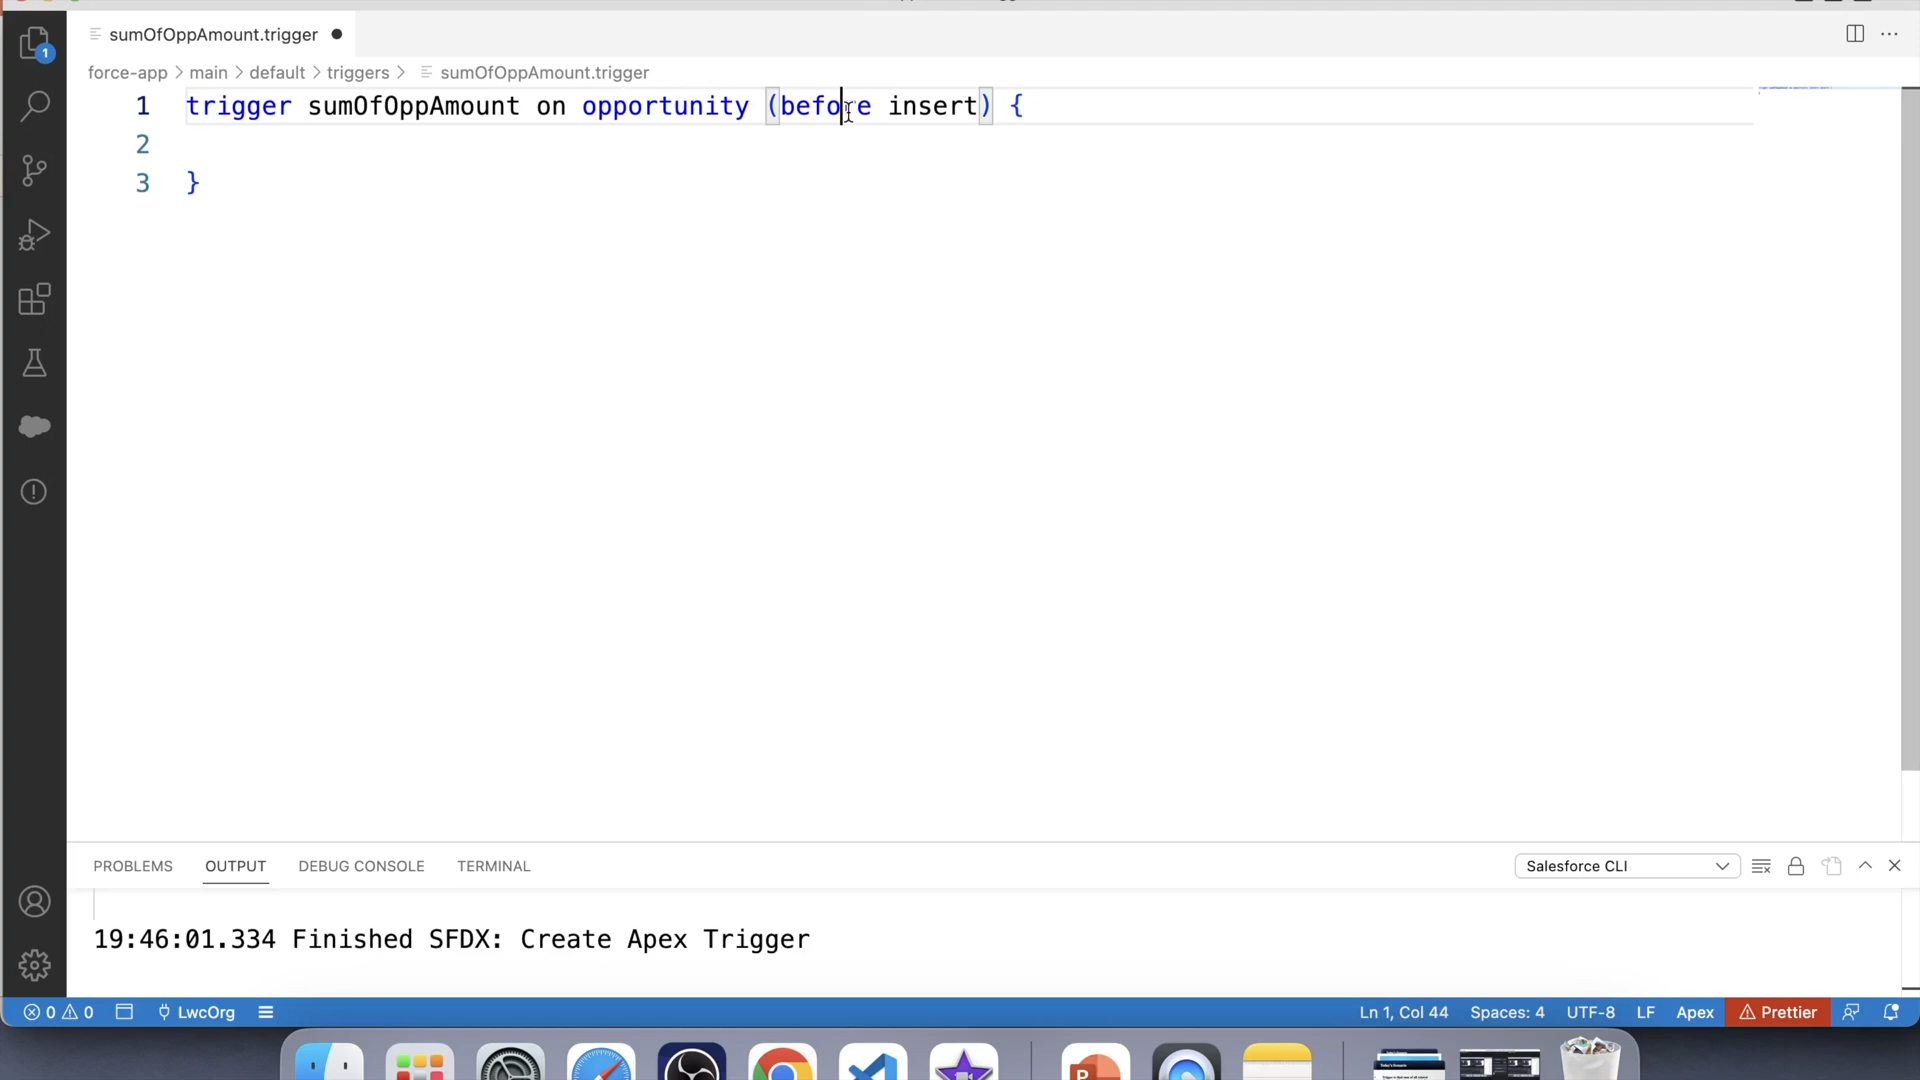 sumOfOppAmount.trigger
force-app > main > default > triggers > sumOfOppAmount.trigger
1 trigger sumOfOppAmount on opportunity (before insert) {
2
3 }
1
PROBLEMS OUTPUT DEBUG CONSOLE TERMINAL Salesforce CLI
19:46:01.334 Finished SFDX: Create Apex Trigger
0 0 LwcOrg Ln 1, Col 44 Spaces: 4 UTF-8 LF Apex Prettier